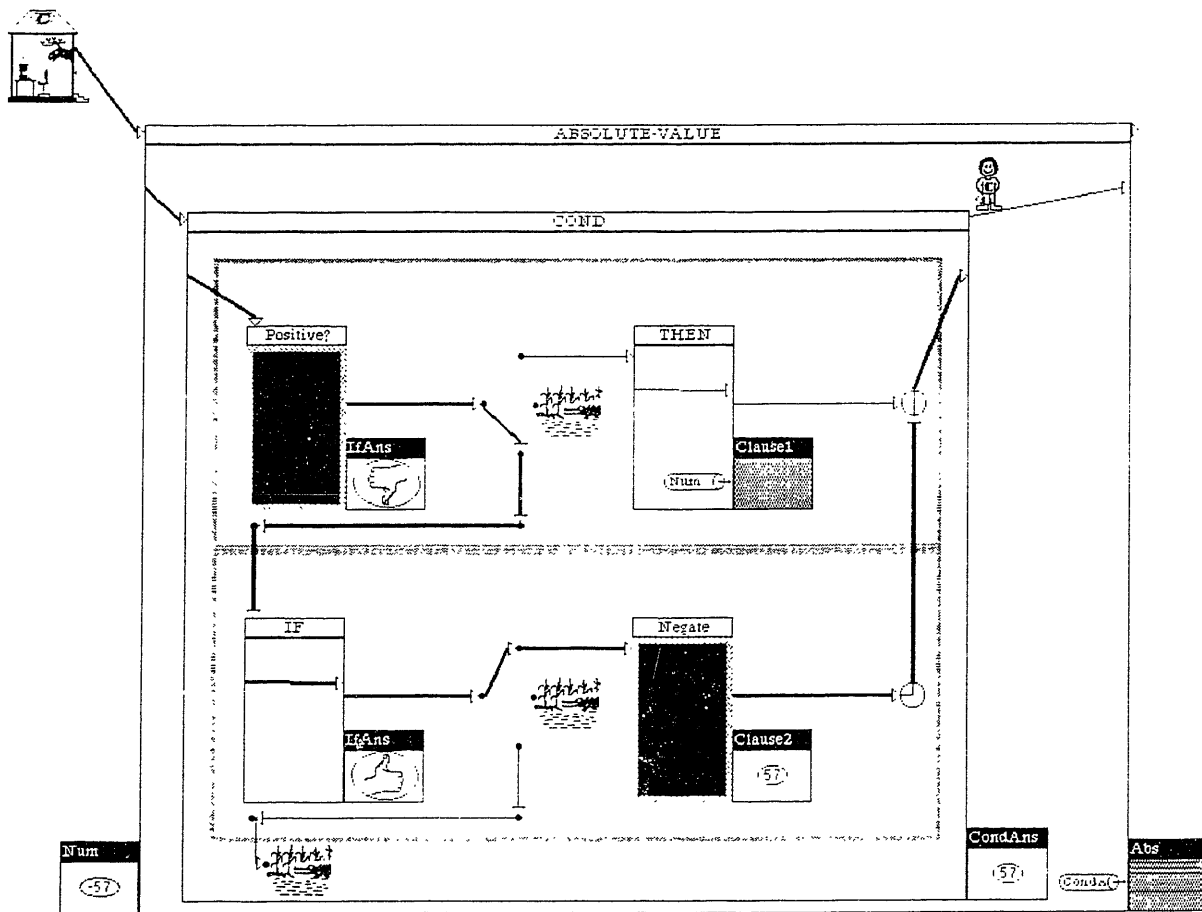 ABSOLUTE-VALUE
COND
Positive?
THEN
IfAns
Clause1
Num
IF
Negate
IfAns
Clause2
57
Num
-57
CondAns
57
Abs
CondA